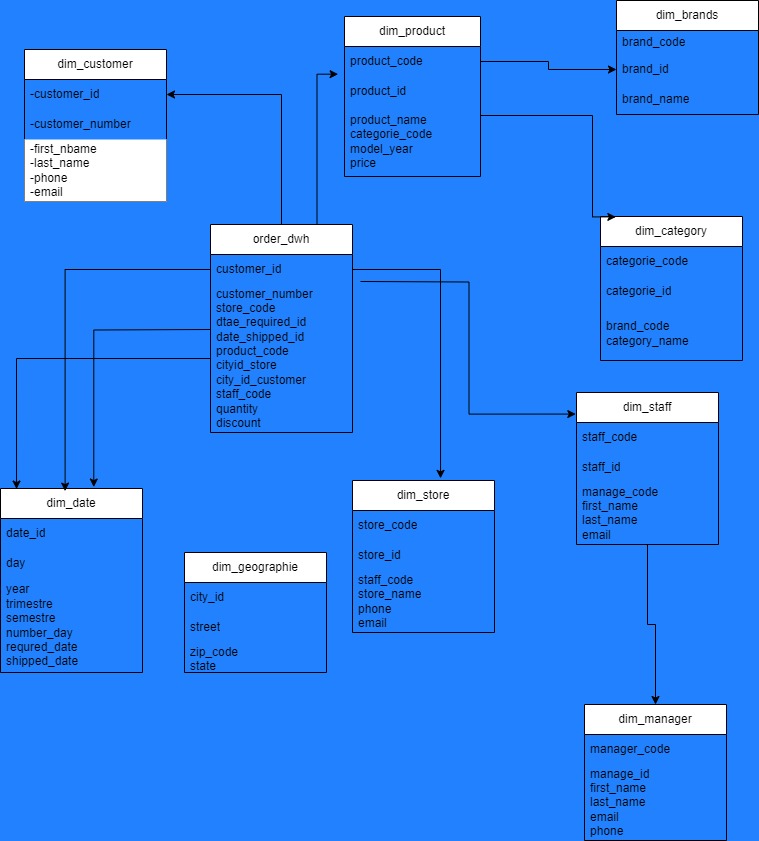 dim_brands
brand_code
brand_id
brand_name
dim_product
product_code
product_id
product_name
categorie_code
model_year
price
dim_customer
-customer_id
-customer_number
-first_nbame
-last_name
-phone
-email
dim_category
categorie_code
categorie_id
brand_code
category_name
order_dwh
customer_id
customer_number
store_code
dtae_required_id
date_shipped_id
product_code
cityid_store
city_id_customer
staff_code
quantity
discount
dim_staff
staff_code
staff_id
manage_code
first_name
last_name
email
dim_date
date_id
day
year
trimestre
semestre
number_day
requred_date
shipped_date
dim_geographie
city_id
street
zip_code
state
dim_store
store_code
store_id
staff_code
store_name
phone
email
dim_manager
manager_code
manage_id
first_name
last_name
email
phone